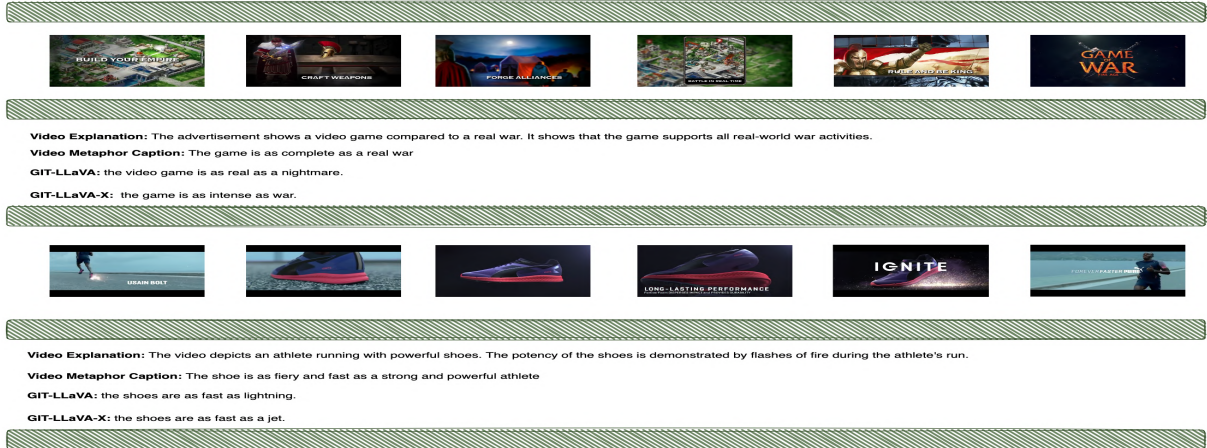 BUILD YOUR EMPIRE
CRAFT WEAPONS
FORGE ALLIANCES
BATTLE IN REAL-TIME
RULE AND BE KING
GAME
OF
WAR
Video Explanation: The advertisement shows a video game compared to a real war. It shows that the game supports all real-world war activities.
Video Metaphor Caption: The game is as complete as a real war
GIT-LLaVA: the video game is as real as a nightmare.
GIT-LLaVA-X: the game is as intense as war.
USAIN BOLT
LONG-LASTING PERFORMANCE
IGNITE
FOREVER FASTER
Video Explanation: The video depicts an athlete running with powerful shoes. The potency of the shoes is demonstrated by flashes of fire during the athlete's run.
Video Metaphor Caption: The shoe is as fiery and fast as a strong and powerful athlete
GIT-LLaVA: the shoes are as fast as lightning.
GIT-LLaVA-X: the shoes are as fast as a jet.